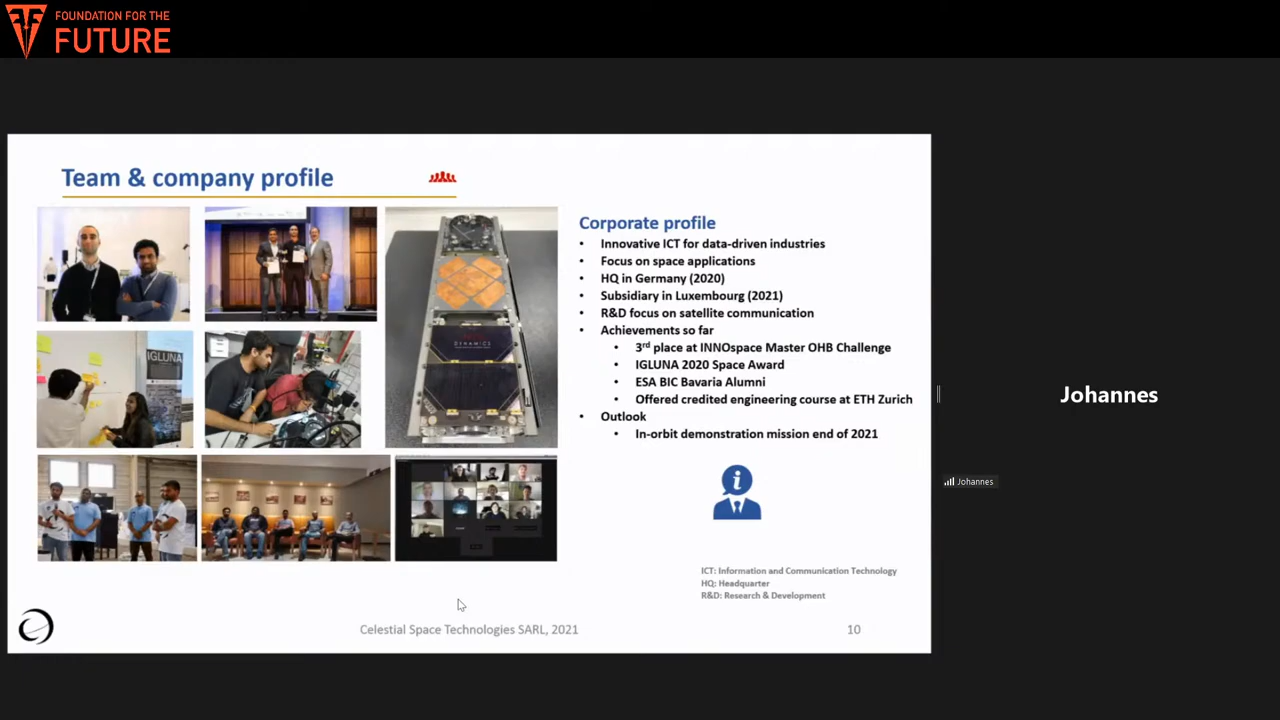 FOUNDATION FOR THE
FUTURE
Team & company profile
IGLUNA
DYNAMICS
Corporate profile
• Innovative ICT for data-driven industries
• Focus on space applications
• HQ in Germany (2020)
• Subsidiary in Luxembourg (2021)
• R&D focus on satellite communication
• Achievements so far
• 3rd place at INNOspace Master OHB Challenge
• IGLUNA 2020 Space Award
• ESA BIC Bavaria Alumni
• Offered credited engineering course at ETH Zurich
• Outlook
• In-orbit demonstration mission end of 2021
i
ICT: Information and Communication Technology
HQ: Headquarter
R&D: Research & Development
Celestial Space Technologies SARL, 2021
10
Johannes
Johannes